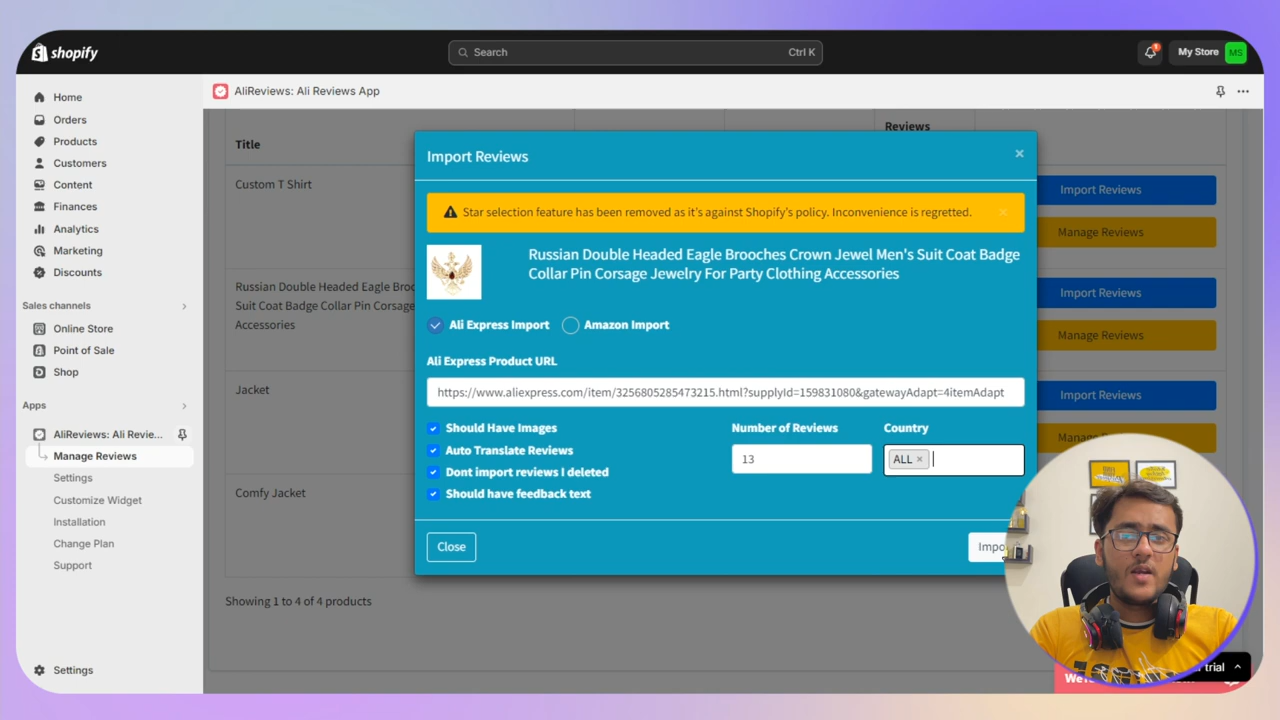 shopify
Search
Ctrl K
My Store
MS
Home
Orders
Products
Customers
Content
Finances
Analytics
Marketing
Discounts
Sales channels
Online Store
Point of Sale
Shop
Apps
AliReviews: Ali Revie...
Manage Reviews
Settings
Customize Widget
Installation
Change Plan
Support
Settings
AliReviews: Ali Reviews App
Title
Reviews
Custom T Shirt
Import Reviews
Manage Reviews
Russian Double Headed Eagle
Suit Coat Badge Collar Pin Corsage
Accessories
Import Reviews
Manage Reviews
Jacket
Import Reviews
Comfy Jacket
Showing 1 to 4 of 4 products
Import Reviews
×
Star selection feature has been removed as it's against Shopify's policy. Inconvenience is regretted.
×
Russian Double Headed Eagle Brooches Crown Jewel Men's Suit Coat Badge
Collar Pin Corsage Jewelry For Party Clothing Accessories
Ali Express Import
Amazon Import
Ali Express Product URL
https://www.aliexpress.com/item/3256805285473215.html?supplyId=159831080&gatewayAdapt=4itemAdapt
Should Have Images
Auto Translate Reviews
Dont import reviews I deleted
Should have feedback text
Number of Reviews
13
Country
ALL ×
Close
trial